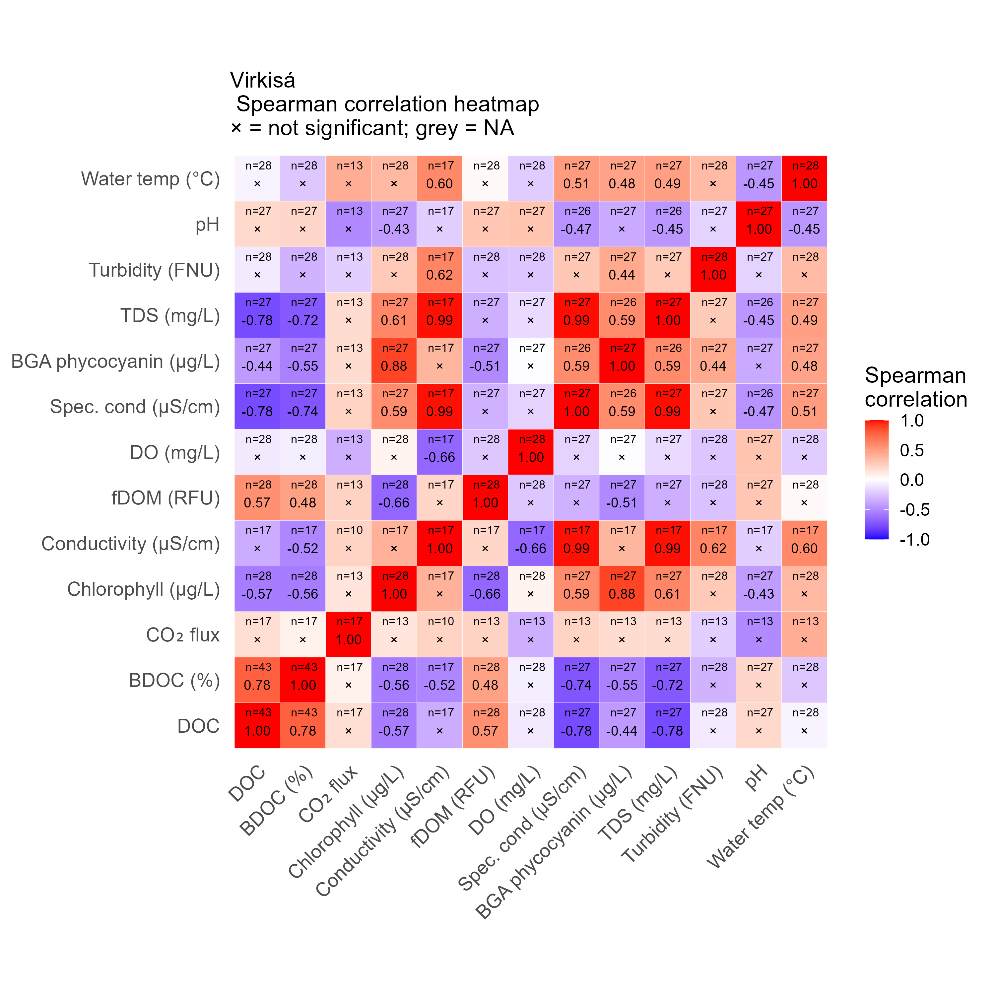 Virkisá
Spearman correlation heatmap
× = not significant; grey = NA
Water temp (°C)
n=28 n=28 n=13 n=28 n=17 n=28 n=28 n=27 n=27 n=27 n=28 n=27 n=28
× × × × 0.60 × × 0.51 0.48 0.49 × -0.45 1.00
pH
n=27 n=27 n=13 n=27 n=17 n=27 n=27 n=26 n=27 n=26 n=27 n=27 n=27
× × × -0.43 × × × -0.47 × -0.45 × 1.00 -0.45
Turbidity (FNU)
n=28 n=28 n=13 n=28 n=17 n=28 n=28 n=27 n=27 n=27 n=28 n=27 n=28
× × × × 0.62 × × × 0.44 × 1.00 × ×
TDS (mg/L)
n=27 n=27 n=13 n=27 n=17 n=27 n=27 n=27 n=26 n=27 n=27 n=26 n=27
-0.78 -0.72 × 0.61 0.99 × × 0.99 0.59 1.00 × -0.45 0.49
BGA phycocyanin (µg/L)
n=27 n=27 n=13 n=27 n=17 n=27 n=27 n=26 n=27 n=26 n=27 n=27 n=27
-0.44 -0.55 × 0.88 × -0.51 × 0.59 1.00 0.59 0.44 × 0.48
Spec. cond (µS/cm)
n=27 n=27 n=13 n=27 n=17 n=27 n=27 n=27 n=26 n=27 n=27 n=26 n=27
-0.78 -0.74 × 0.59 0.99 × × 1.00 0.59 0.99 × -0.47 0.51
DO (mg/L)
n=28 n=28 n=13 n=28 n=17 n=28 n=28 n=27 n=27 n=27 n=28 n=27 n=28
× × × × -0.66 × 1.00 × × × × × ×
fDOM (RFU)
n=28 n=28 n=13 n=28 n=17 n=28 n=28 n=27 n=27 n=27 n=28 n=27 n=28
0.57 0.48 × -0.66 × 1.00 × × -0.51 × × × ×
Conductivity (µS/cm)
n=17 n=17 n=10 n=17 n=17 n=17 n=17 n=17 n=17 n=17 n=17 n=17 n=17
× -0.52 × × 1.00 × -0.66 0.99 × 0.99 0.62 × 0.60
Chlorophyll (µg/L)
n=28 n=28 n=13 n=28 n=17 n=28 n=28 n=27 n=27 n=27 n=28 n=27 n=28
-0.57 -0.56 × 1.00 × -0.66 × 0.59 0.88 0.61 × -0.43 ×
CO₂ flux
n=17 n=17 n=17 n=13 n=10 n=13 n=13 n=13 n=13 n=13 n=13 n=13 n=13
× × 1.00 × × × × × × × × × ×
BDOC (%)
n=43 n=43 n=17 n=28 n=17 n=28 n=28 n=27 n=27 n=27 n=28 n=27 n=28
0.78 1.00 × -0.56 -0.52 0.48 × -0.74 -0.55 -0.72 × × ×
DOC
n=43 n=43 n=17 n=28 n=17 n=28 n=28 n=27 n=27 n=27 n=28 n=27 n=28
1.00 0.78 × -0.57 × 0.57 × -0.78 -0.44 -0.78 × × ×
DOC
BDOC (%)
CO₂ flux
Chlorophyll (µg/L)
Conductivity (µS/cm)
fDOM (RFU)
DO (mg/L)
Spec. cond (µS/cm)
BGA phycocyanin (µg/L)
TDS (mg/L)
Turbidity (FNU)
pH
Water temp (°C)
Spearman
correlation
1.0
0.5
0.0
-0.5
-1.0